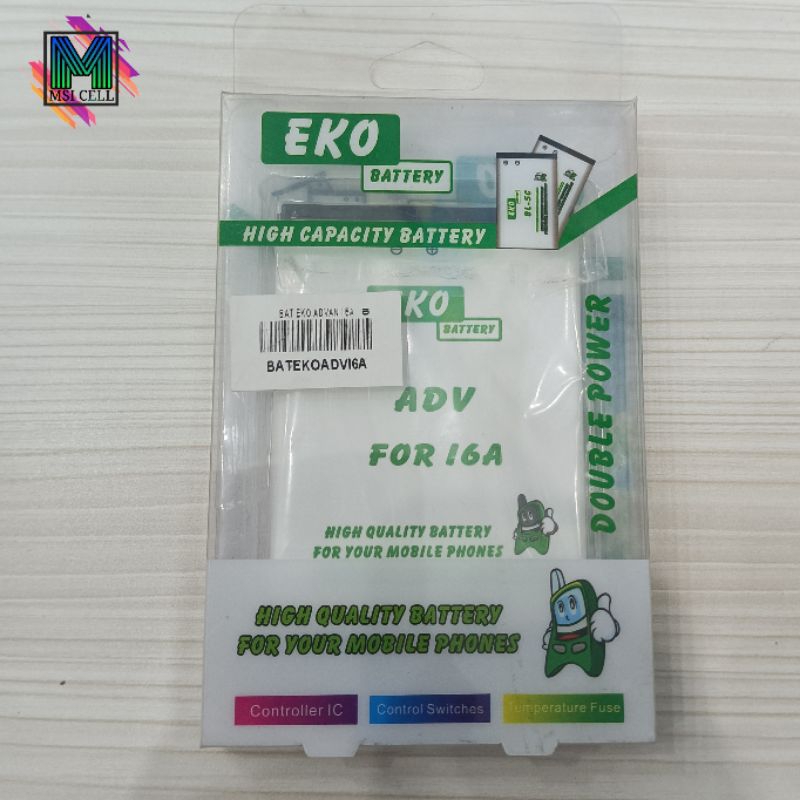 M
MSI CELL
EKO
BATTERY
EKO
BL-5C
HIGH CAPACITY BATTERY
EKO
BATTERY
BAT EKO ADVAN I6A
BATEKOADVI6A
ADV
FOR I6A
DOUBLE POWER
HIGH QUALITY BATTERY
FOR YOUR MOBILE PHONES
HIGH QUALITY BATTERY
FOR YOUR MOBILE PHONES
Controller IC
Control Switches
Temperature Fuse